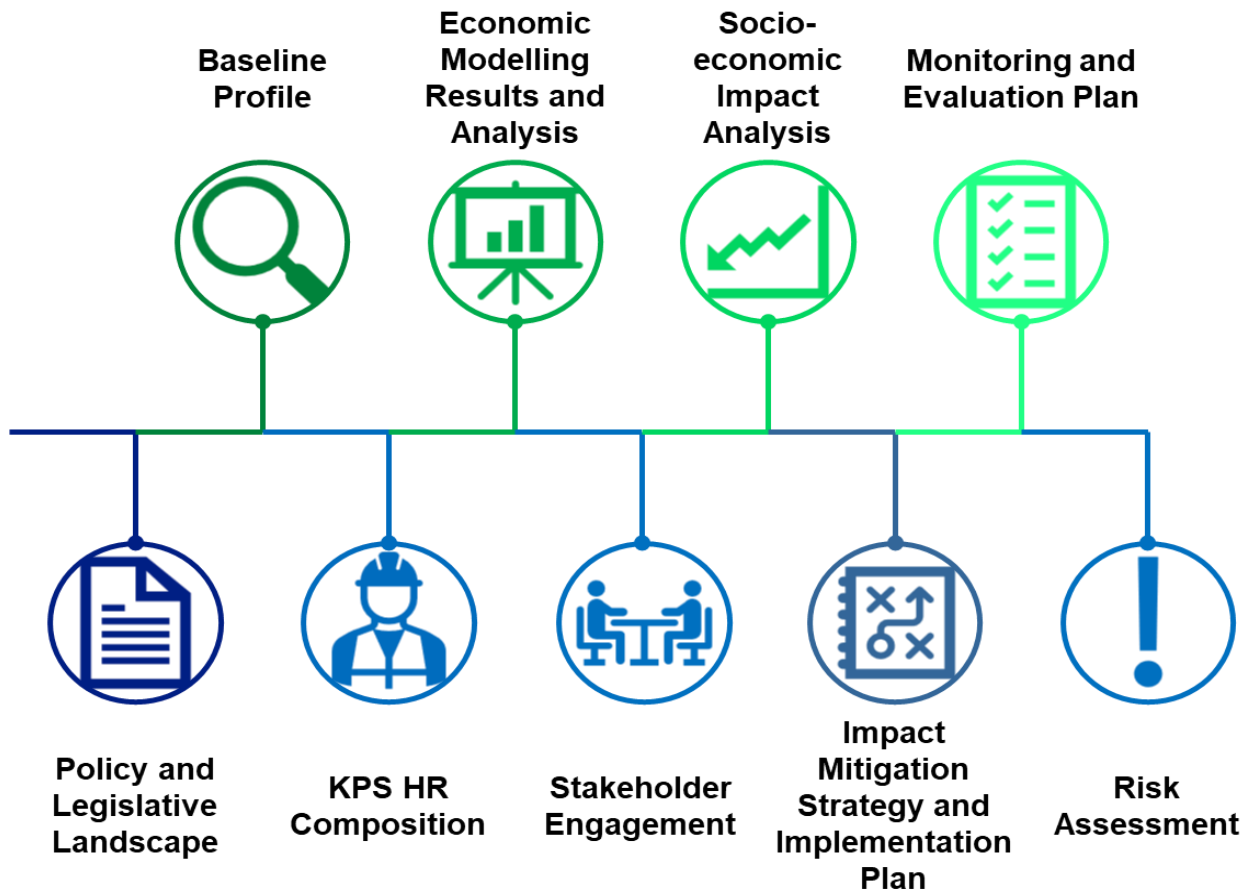 Baseline
Profile
Economic
Modelling
Results and
Analysis
Socio-
economic
Impact
Analysis
Monitoring and
Evaluation Plan
Policy and
Legislative
Landscape
KPS HR
Composition
Stakeholder
Engagement
Impact
Mitigation
Strategy and
Implementation
Plan
Risk
Assessment